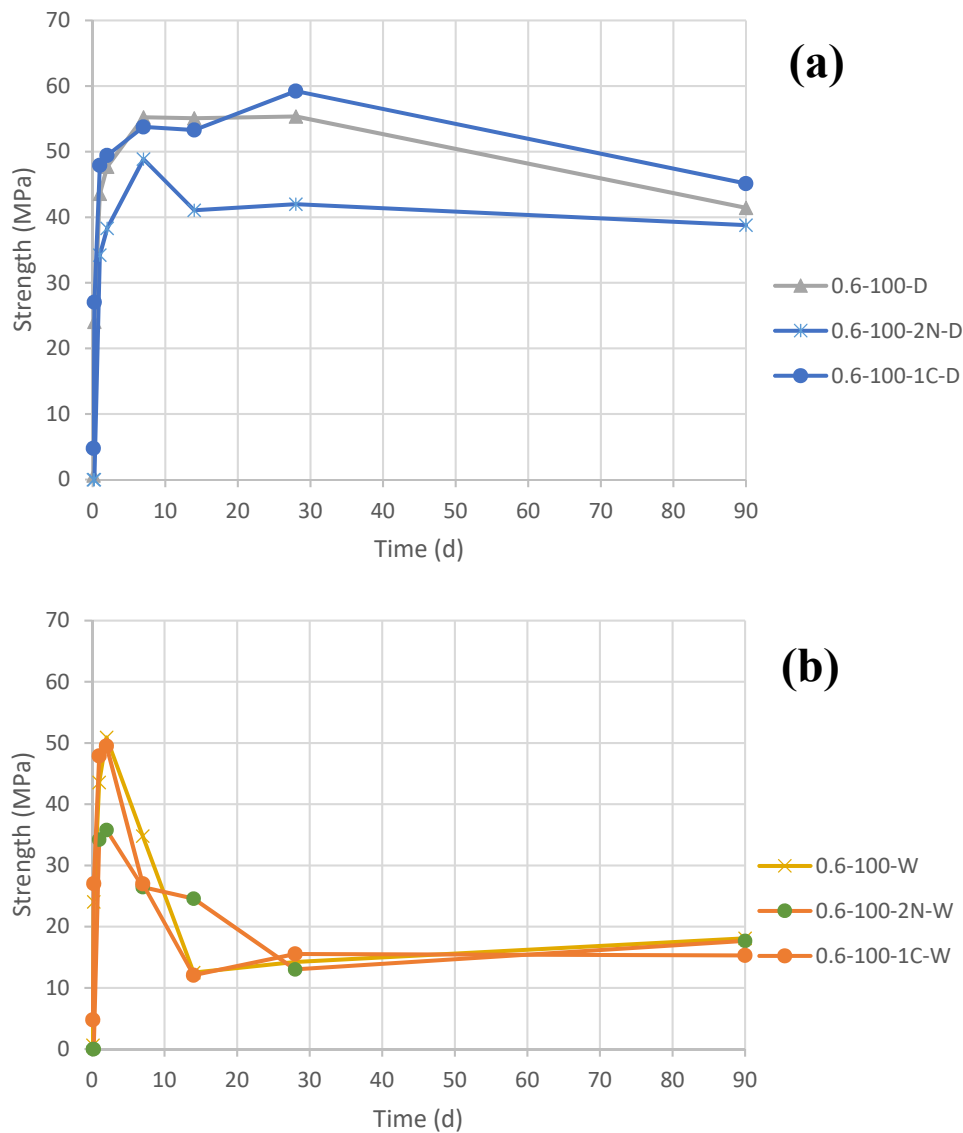 (a)
70
60
50
40
30
20
10
0
Strength (MPa)
0 10 20 30 40 50 60 70 80 90
Time (d)
0.6-100-D
0.6-100-2N-D
0.6-100-1C-D
(b)
70
60
50
40
30
20
10
0
Strength (MPa)
0 10 20 30 40 50 60 70 80 90
Time (d)
0.6-100-W
0.6-100-2N-W
0.6-100-1C-W